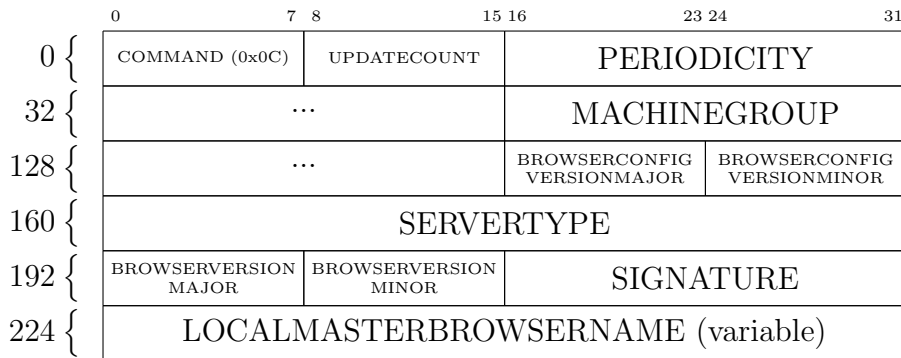 0 7 8 15 16 23 24 31
0 { COMMAND (0x0C) UPDATECOUNT PERIODICITY
32 { ... MACHINEGROUP
128 { ... BROWSERCONFIG VERSIONMAJOR BROWSERCONFIG VERSIONMINOR
160 { SERVERTYPE
192 { BROWSERVERSION MAJOR BROWSERVERSION MINOR SIGNATURE
224 { LOCALMASTERBROWSERNAME (variable)